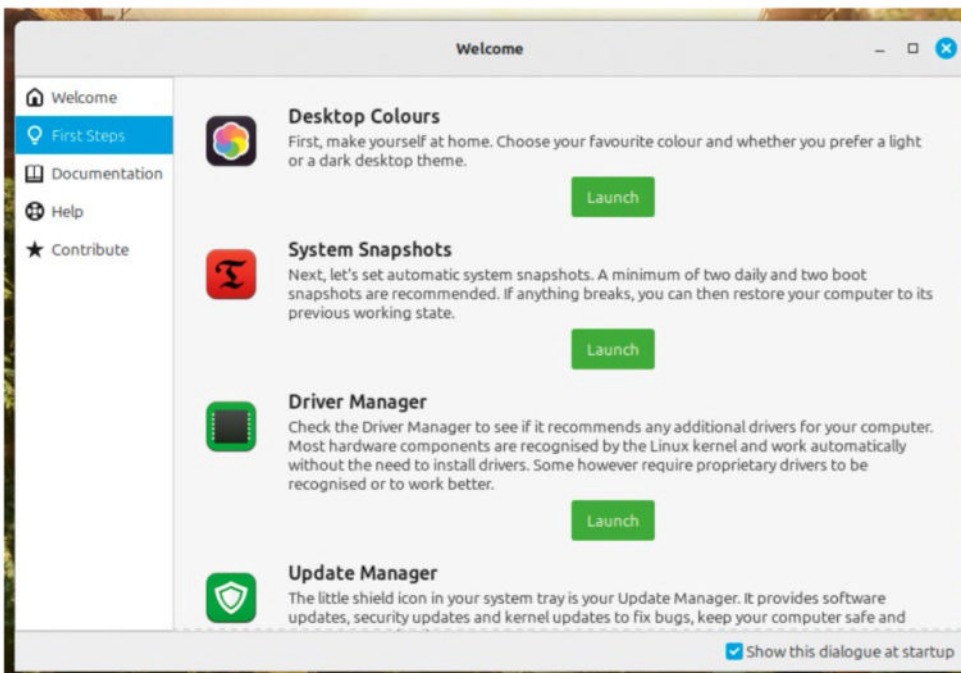 Welcome
Welcome
First Steps
Documentation
Help
Contribute
Desktop Colours
First, make yourself at home. Choose your favourite colour and whether you prefer a light
or a dark desktop theme.
Launch
System Snapshots
Next, let's set automatic system snapshots. A minimum of two daily and two boot
snapshots are recommended. If anything breaks, you can then restore your computer to its
previous working state.
Launch
Driver Manager
Check the Driver Manager to see if it recommends any additional drivers for your computer.
Most hardware components are recognised by the Linux kernel and work automatically
without the need to install drivers. Some however require proprietary drivers to be
recognised or to work better.
Launch
Update Manager
The little shield icon in your system tray is your Update Manager. It provides software
updates, security updates and kernel updates to fix bugs, keep your computer safe and
Show this dialogue at startup